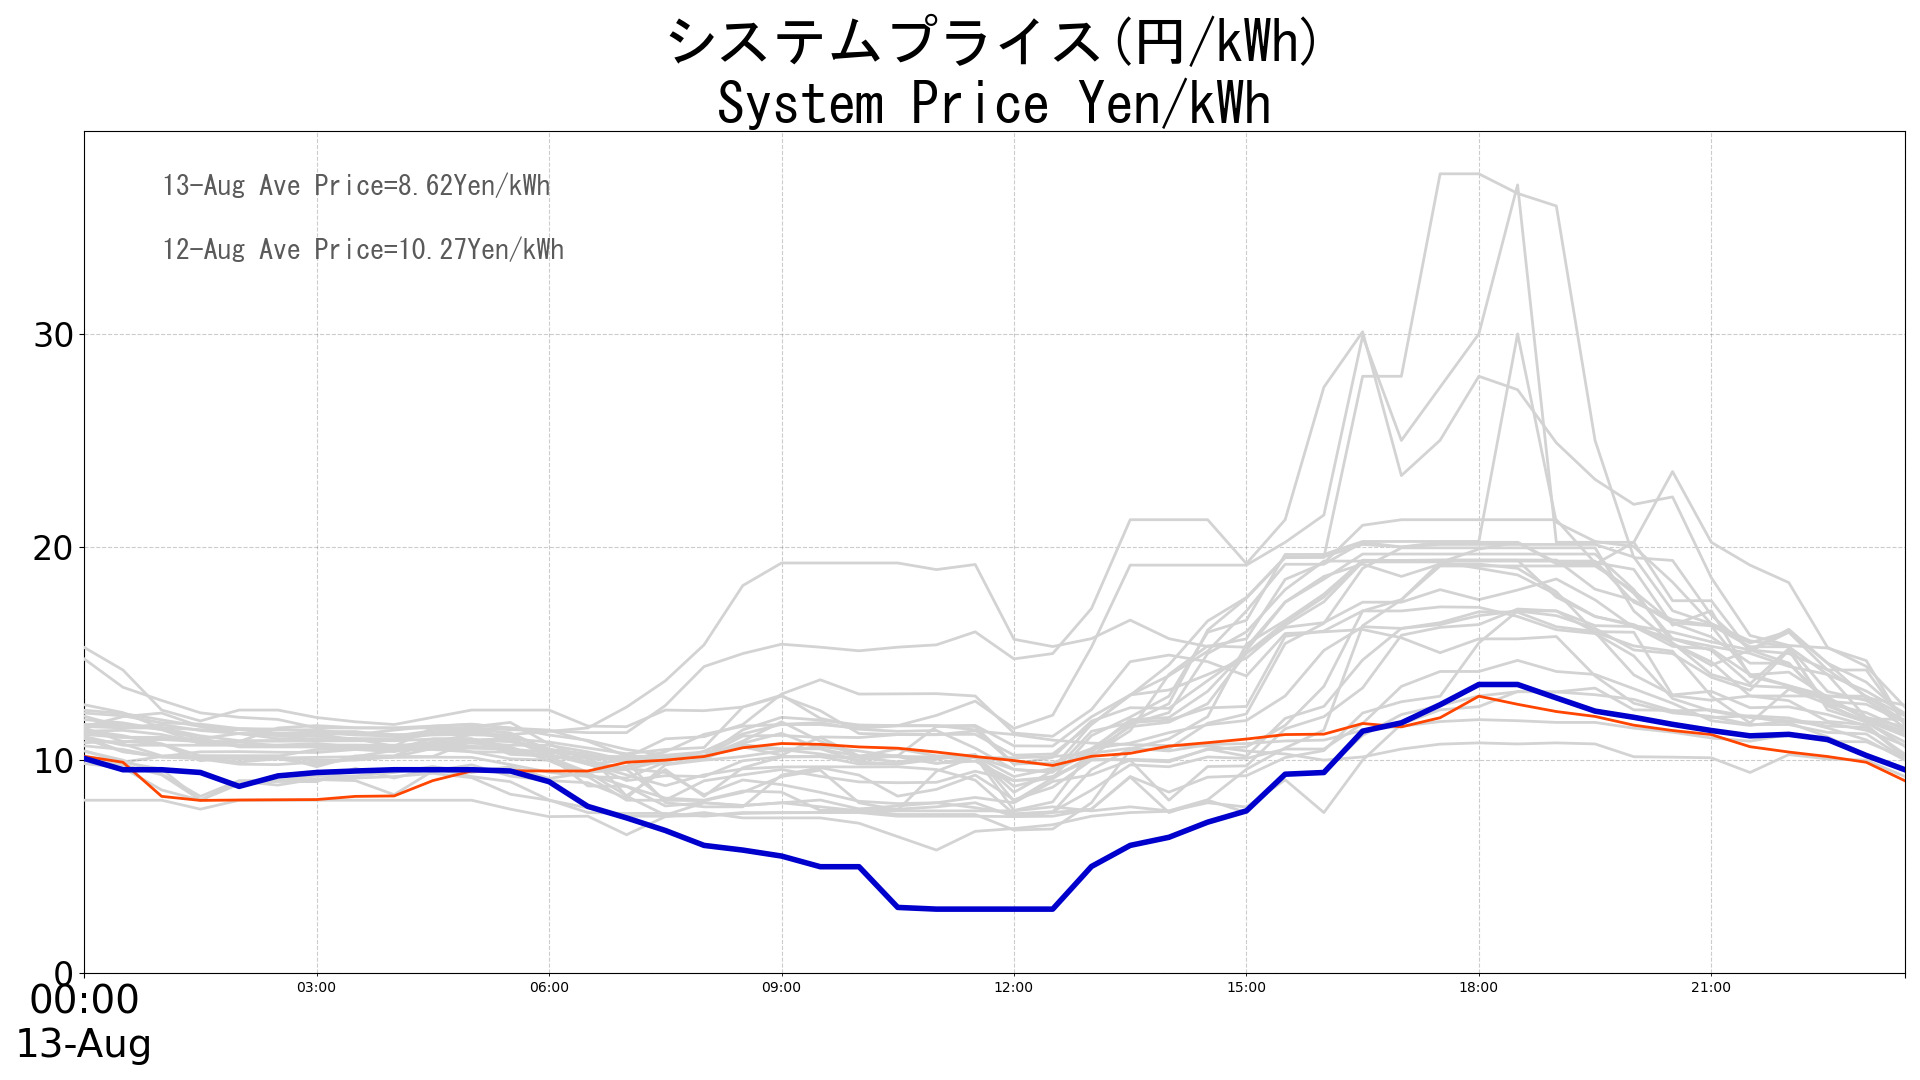 システムプライス(円/kWh)
System Price Yen/kWh
13-Aug Ave Price=8.62Yen/kWh
12-Aug Ave Price=10.27Yen/kWh
30
20
10
0
00:00 03:00 06:00 09:00 12:00 15:00 18:00 21:00
13-Aug